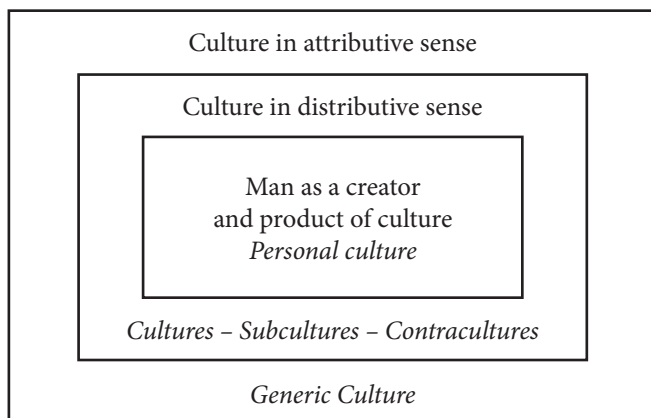 Culture in attributive sense
Culture in distributive sense
Man as a creator
and product of culture
Personal culture
Cultures – Subcultures – Contracultures
Generic Culture